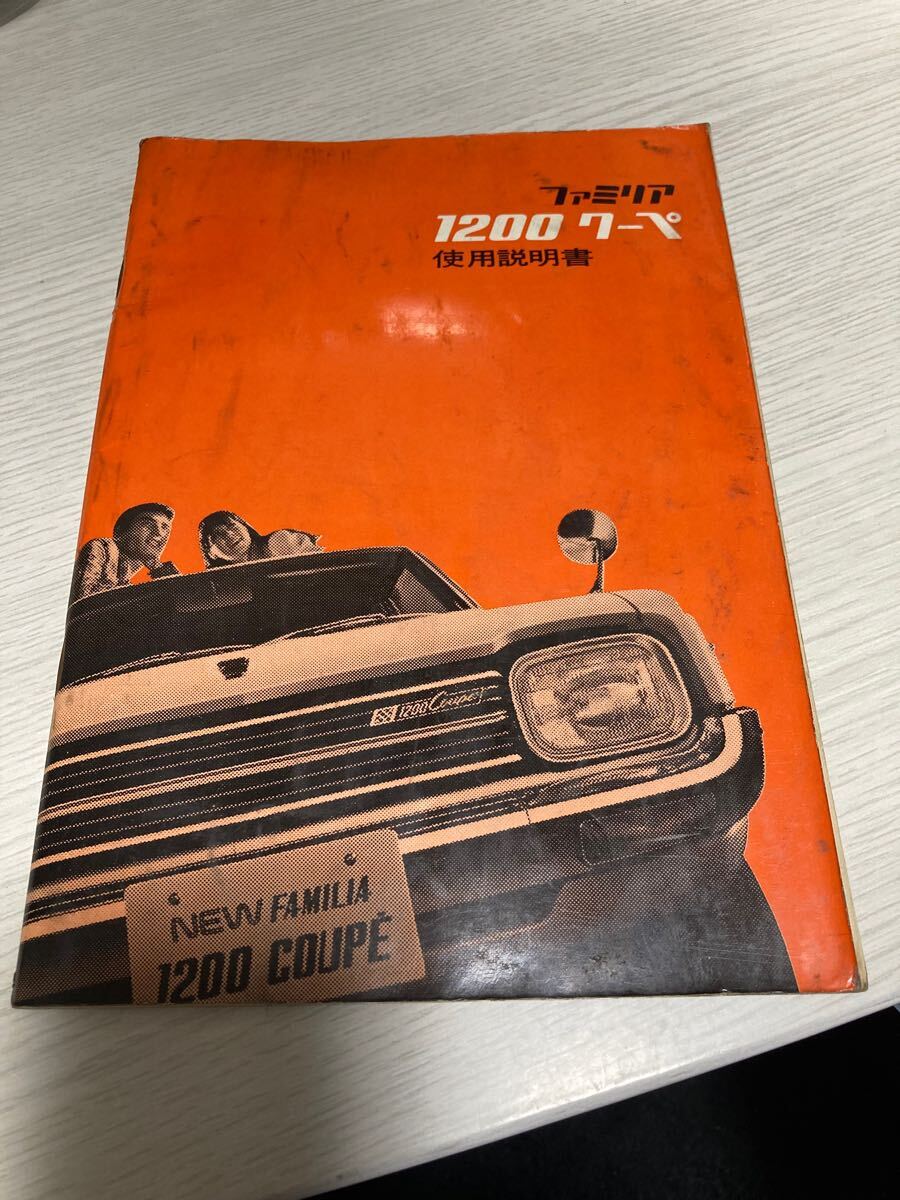 ファミリア
1200 クーペ
使用説明書
1200 Coupe
NEW FAMILIA
1200 COUPÉ